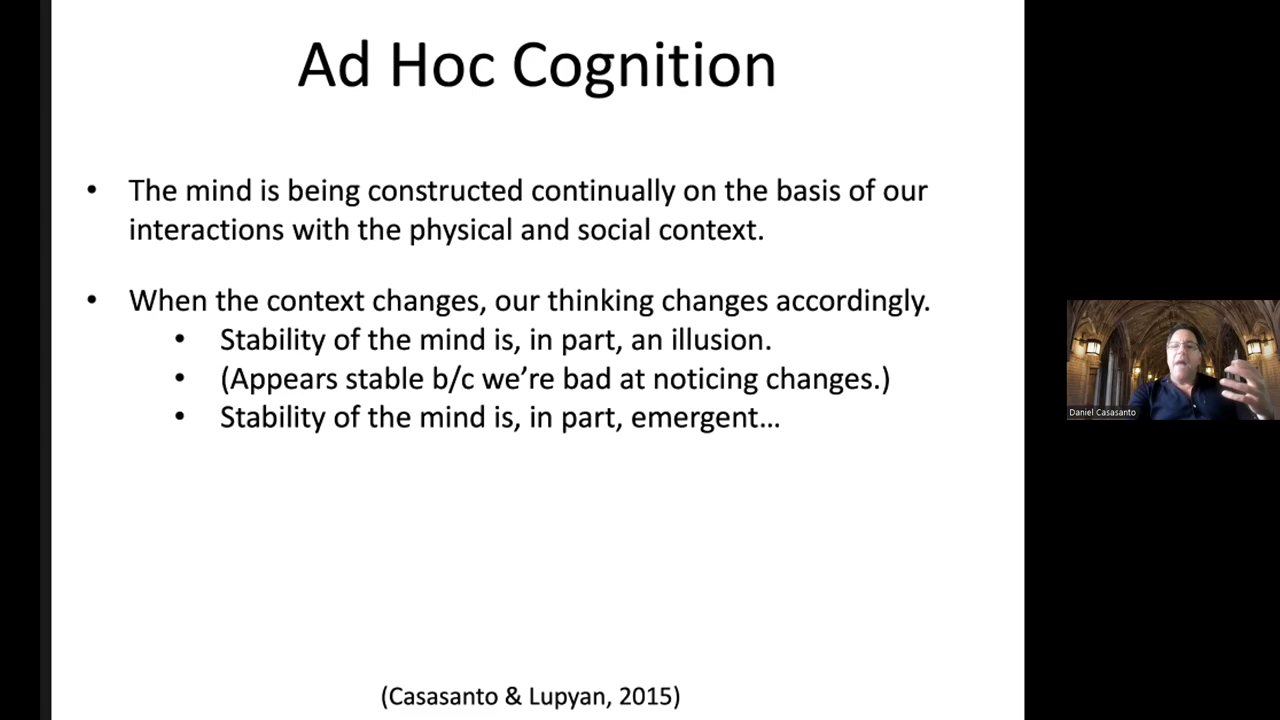 Ad Hoc Cognition
• The mind is being constructed continually on the basis of our
interactions with the physical and social context.
• When the context changes, our thinking changes accordingly.
• Stability of the mind is, in part, an illusion.
• (Appears stable b/c we’re bad at noticing changes.)
• Stability of the mind is, in part, emergent…
(Casasanto & Lupyan, 2015)
Daniel Casasanto